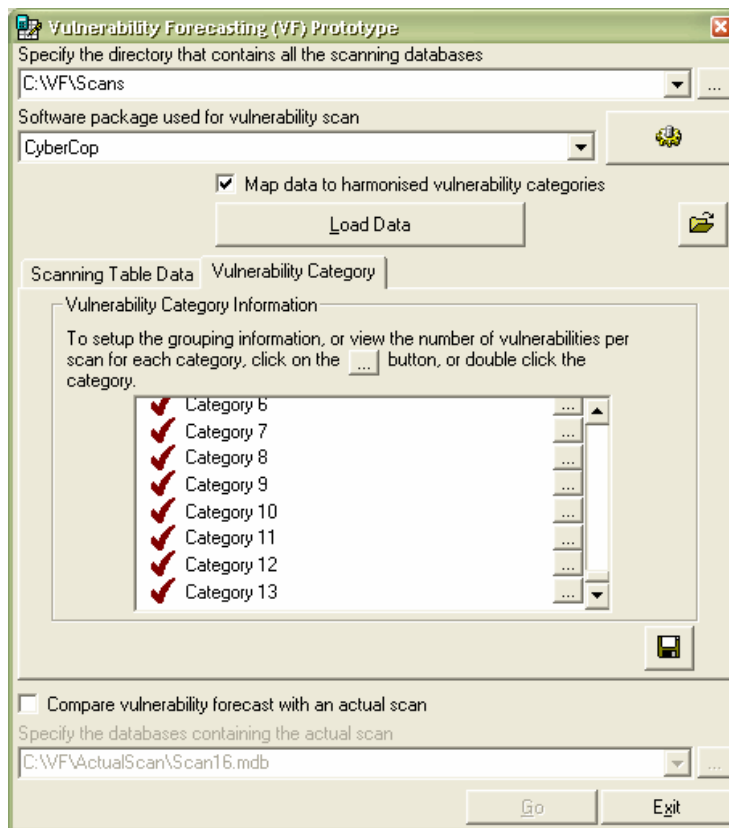 Vulnerability Forecasting (VF) Prototype
Specify the directory that contains all the scanning databases
C:\VF\Scans
...
Software package used for vulnerability scan
CyberCop
Map data to harmonised vulnerability categories
Load Data
Scanning Table Data
Vulnerability Category
Vulnerability Category Information
To setup the grouping information, or view the number of vulnerabilities per
scan for each category, click on the ... button, or double click the
category.
Category 6 ...
Category 7 ...
Category 8 ...
Category 9 ...
Category 10 ...
Category 11 ...
Category 12 ...
Category 13 ...
Compare vulnerability forecast with an actual scan
Specify the databases containing the actual scan
C:\VF\ActualScan\Scan16.mdb
...
Go
Exit